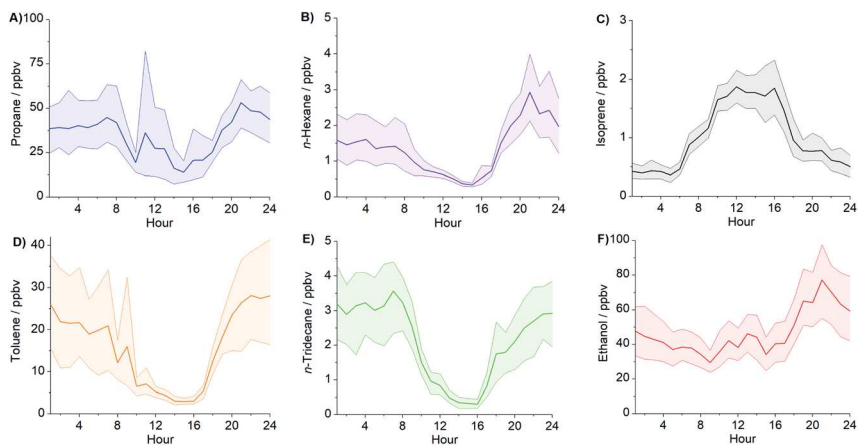 A) 100 B) 5 C) 3
75
50
25
0
Propane / ppbv
4 8 12 16 20 24
Hour
4
3
2
1
0
n-Hexane / ppbv
4 8 12 16 20 24
Hour
2
1
0
Isoprene / ppbv
4 8 12 16 20 24
Hour
D) 40
30
20
10
0
Toluene / ppbv
4 8 12 16 20 24
Hour
E) 5
4
3
2
1
0
n-Tridecane / ppbv
4 8 12 16 20 24
Hour
F) 100
80
60
40
20
0
Ethanol / ppbv
4 8 12 16 20 24
Hour